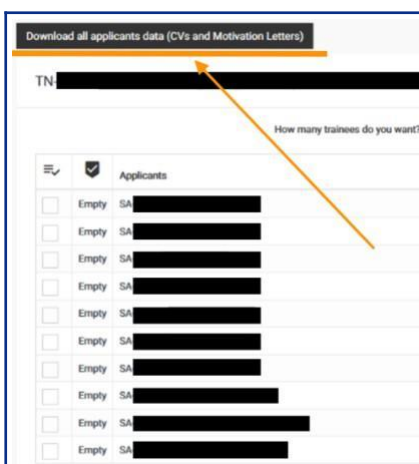 Download all applicants data (CVs and Motivation Letters)
TN-
How many trainees do you want?
Applicants
Empty SA
Empty SA
Empty SA
Empty SA
Empty SA
Empty SA
Empty SA
Empty SA
Empty SA
Empty SA